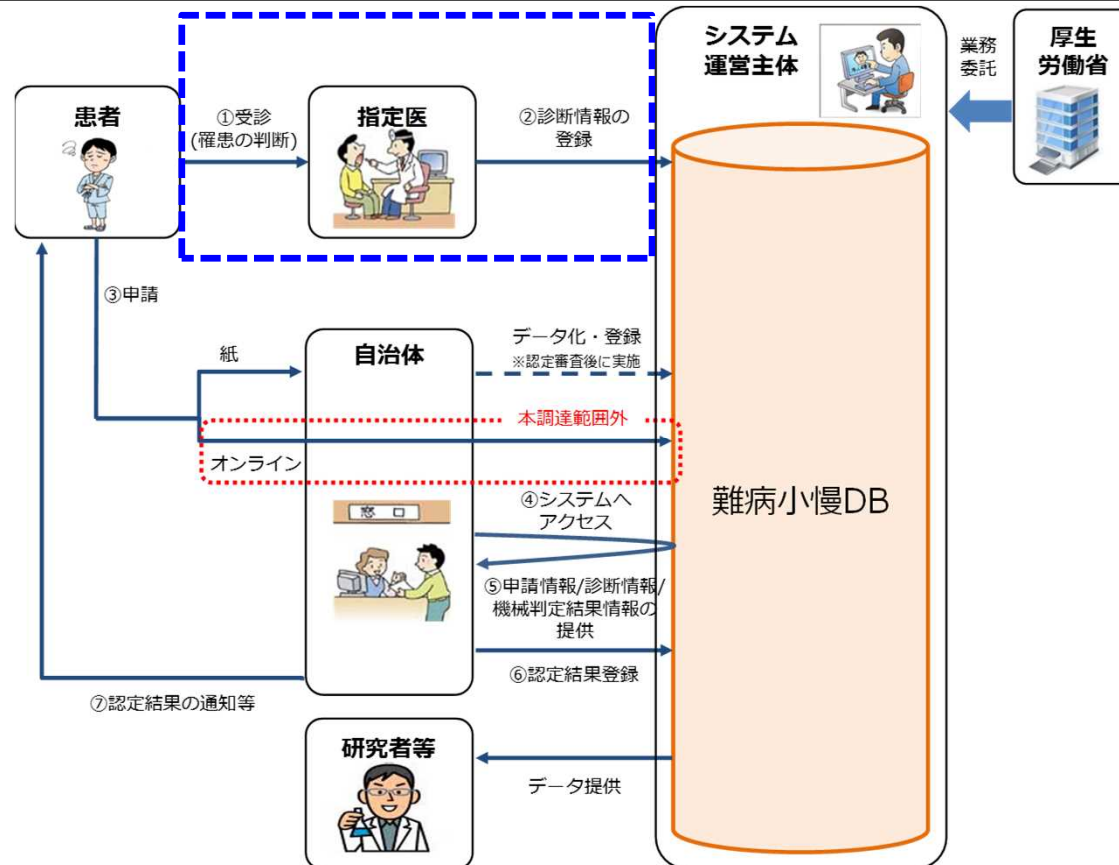 患者
①受診
(罹患の判断)
指定医
②診断情報の
登録
システム
運営主体
業務
委託
厚生
労働省
③申請
紙
自治体
データ化・登録
※認定審査後に実施
本調達範囲外
オンライン
窓口
④システムへ
アクセス
難病小慢DB
⑤申請情報/診断情報/
機械判定結果情報の
提供
⑥認定結果登録
⑦認定結果の通知等
研究者等
データ提供